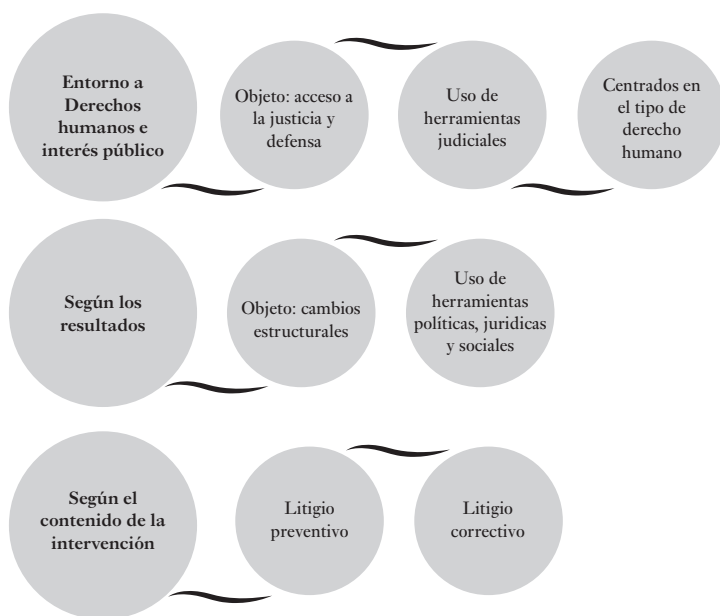 Entorno a
Derechos
humanos e
interés público
Objeto: acceso a
la justicia y
defensa
Uso de
herramientas
judiciales
Centrados en
el tipo de
derecho
humano
Según los
resultados
Objeto: cambios
estructurales
Uso de
herramientas
políticas, juridicas
y sociales
Según el
contenido de la
intervención
Litigio
preventivo
Litigio
correctivo